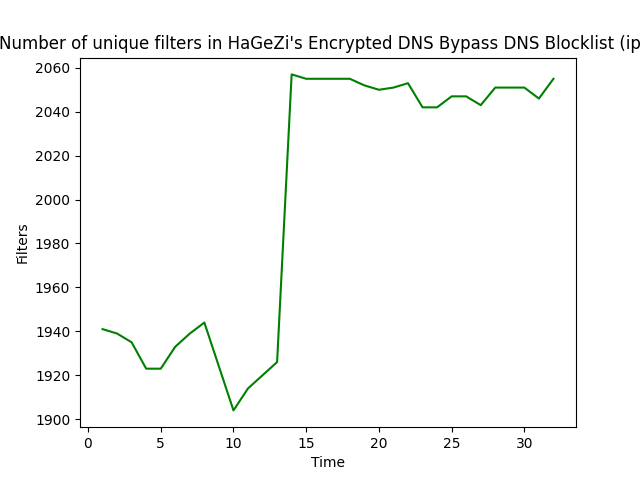 Number of unique filters in HaGeZi's Encrypted DNS Bypass DNS Blocklist (ip
2060
2040
2020
2000
1980
1960
1940
1920
1900
Filters
0 5 10 15 20 25 30
Time